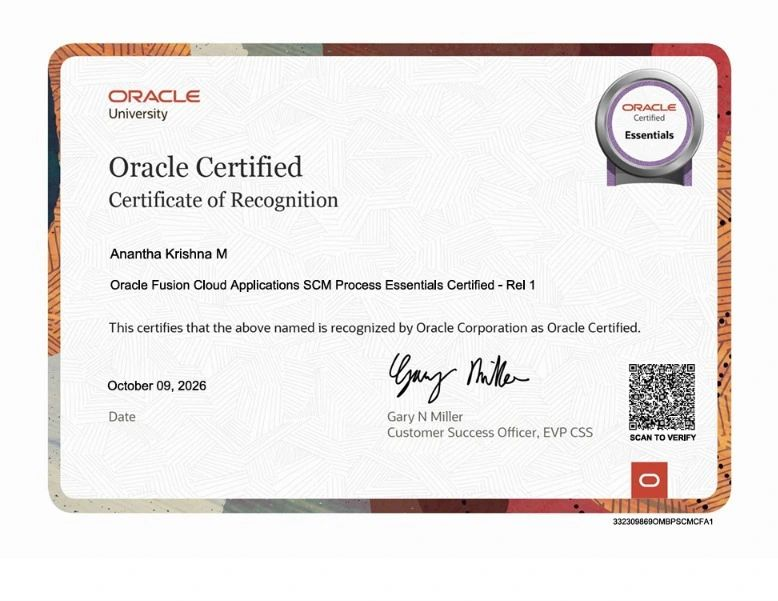 ORACLE
University
ORACLE
Certified
Essentials
Oracle Certified
Certificate of Recognition
Anantha Krishna M
Oracle Fusion Cloud Applications SCM Process Essentials Certified - Rel 1
This certifies that the above named is recognized by Oracle Corporation as Oracle Certified.
Gary Miller
October 09, 2026
Date
Gary N Miller
Customer Success Officer, EVP CSS
SCAN TO VERIFY
332309869OMBPSCMCFA1